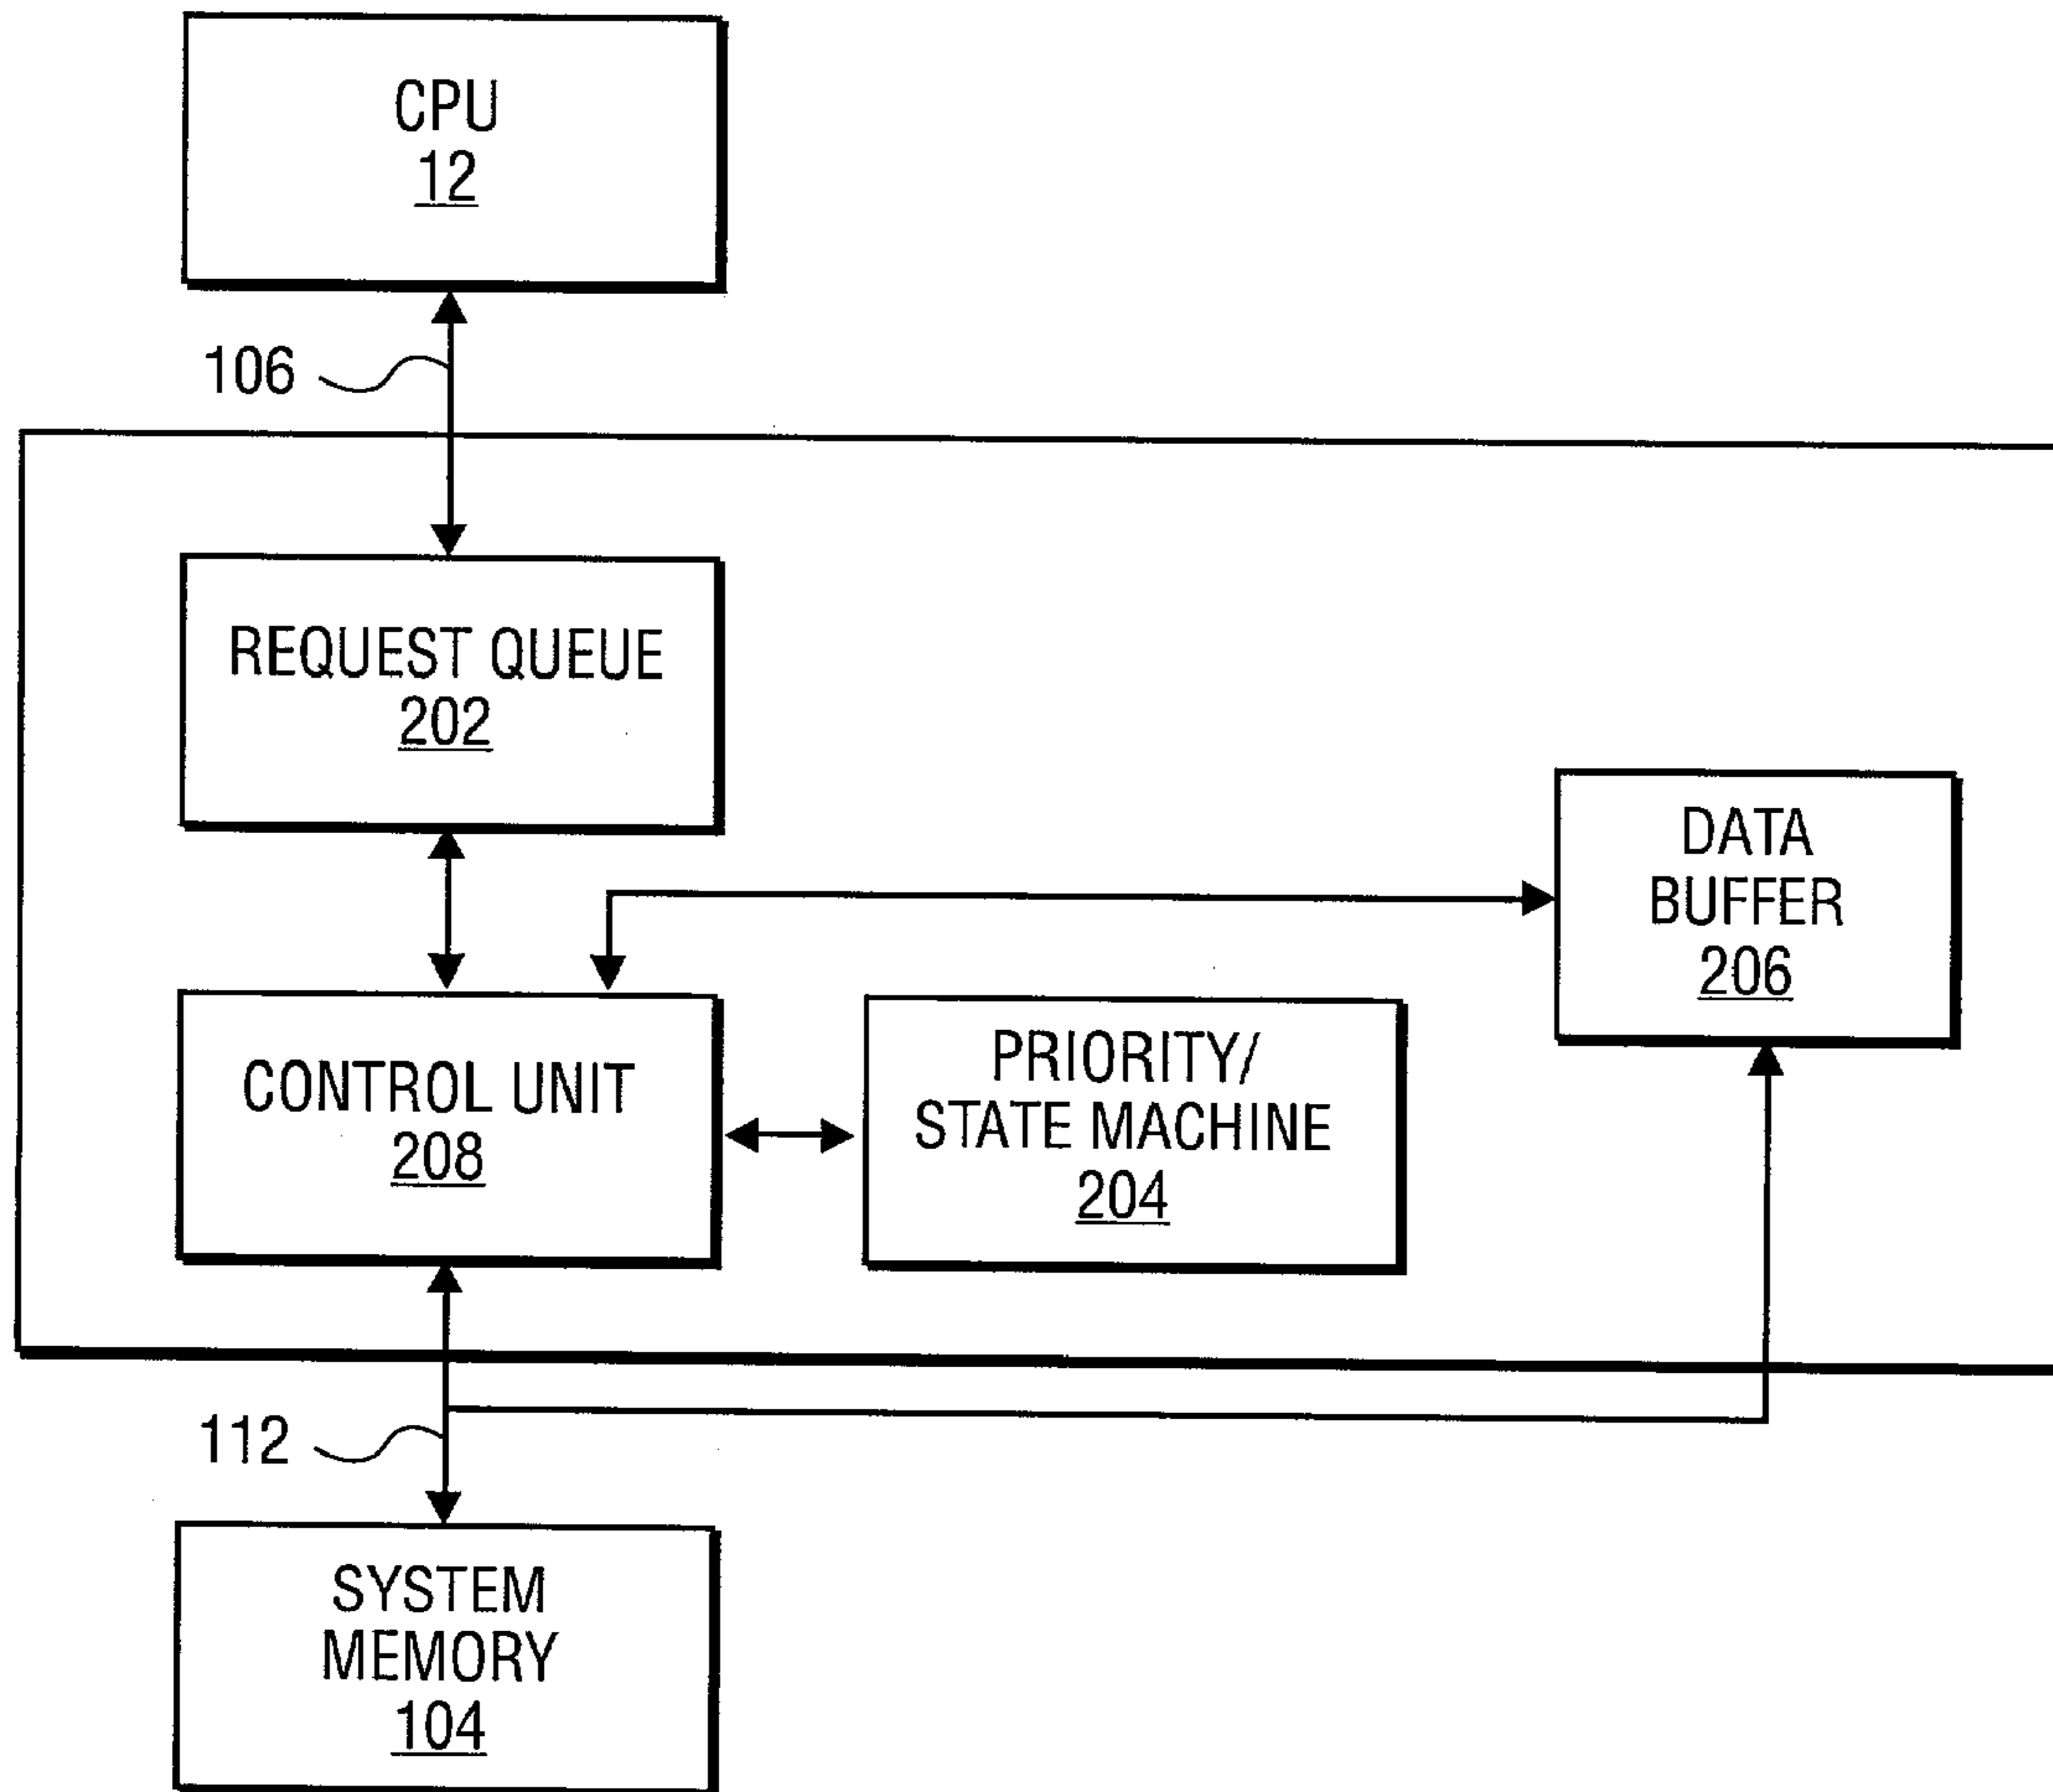 CPU
12
106
REQUEST QUEUE
202
DATA
BUFFER
206
CONTROL UNIT
208
PRIORITY/
STATE MACHINE
204
112
SYSTEM
MEMORY
104